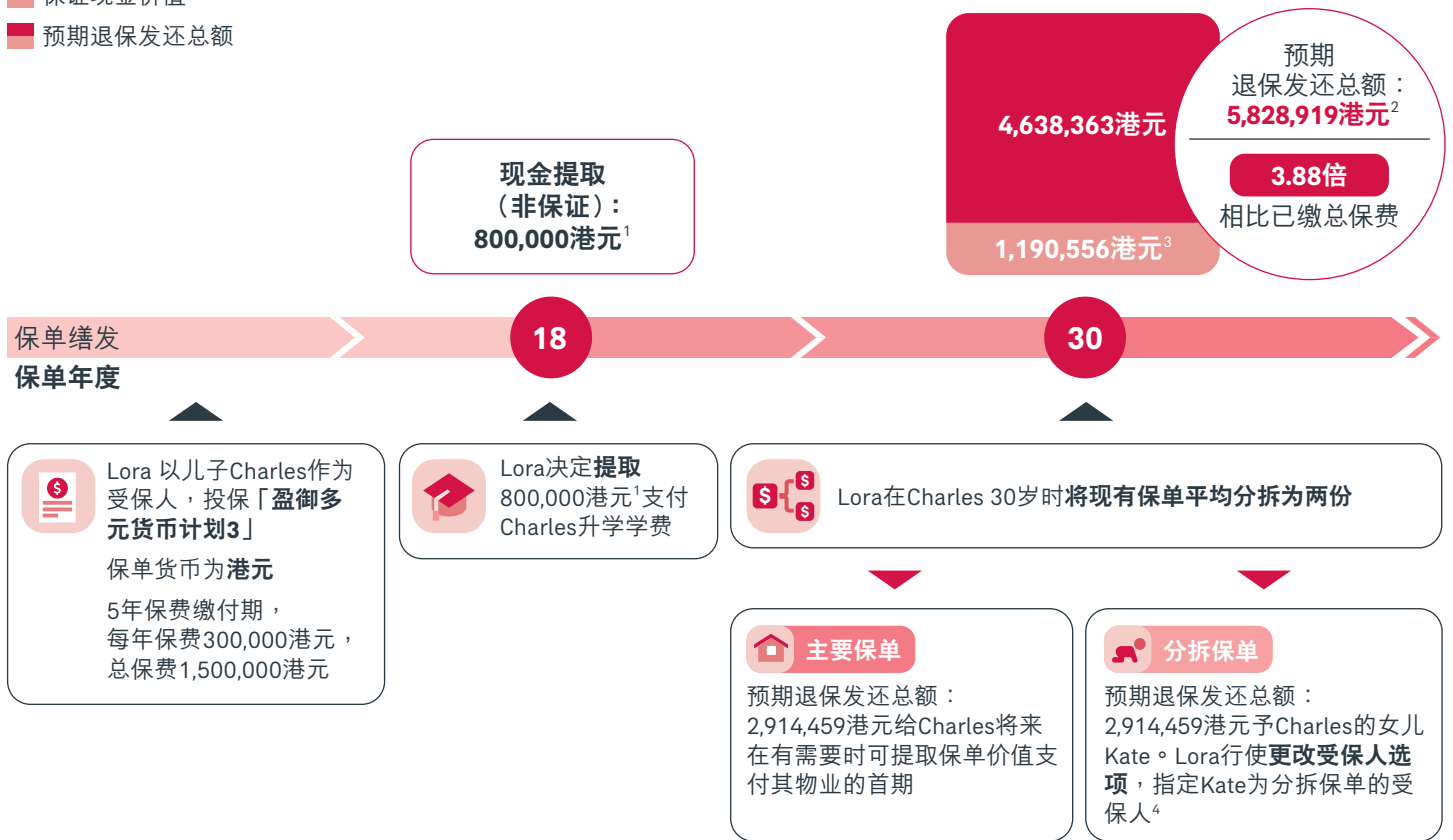 保证现金价值
预期退保发还总额
现金提取
（非保证）：
800,000港元1
4,638,363港元
1,190,556港元3
预期
退保发还总额：
5,828,919港元2
3.88倍
相比已缴总保费
保单缮发
18
30
保单年度
Lora 以儿子Charles作为
受保人，投保「盈御多
元货币计划3」
保单货币为港元
5年保费缴付期，
每年保费300,000港元，
总保费1,500,000港元
Lora决定提取
800,000港元1支付
Charles升学学费
Lora在Charles 30岁时将现有保单平均分拆为两份
主要保单
预期退保发还总额：
2,914,459港元给Charles将来
在有需要时可提取保单价值支
付其物业的首期
分拆保单
预期退保发还总额：
2,914,459港元予Charles的女儿
Kate。Lora行使更改受保人选
项，指定Kate为分拆保单的受
保人4